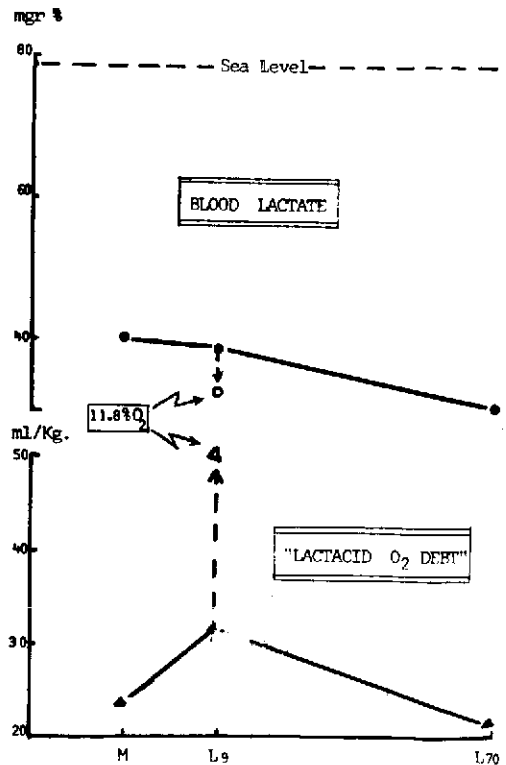 mgr %
80
Sea Level
60
BLOOD LACTATE
40
11.8%O2
ml/Kg.
50
40
"LACTACID O2 DEBT"
30
20
M L9 L70